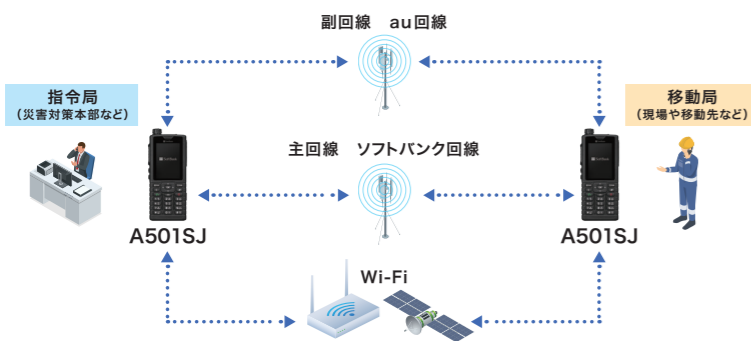 副回線 au回線
指令局
(災害対策本部など)
移動局
(現場や移動先など)
主回線 ソフトバンク回線
A501SJ
A501SJ
Wi-Fi